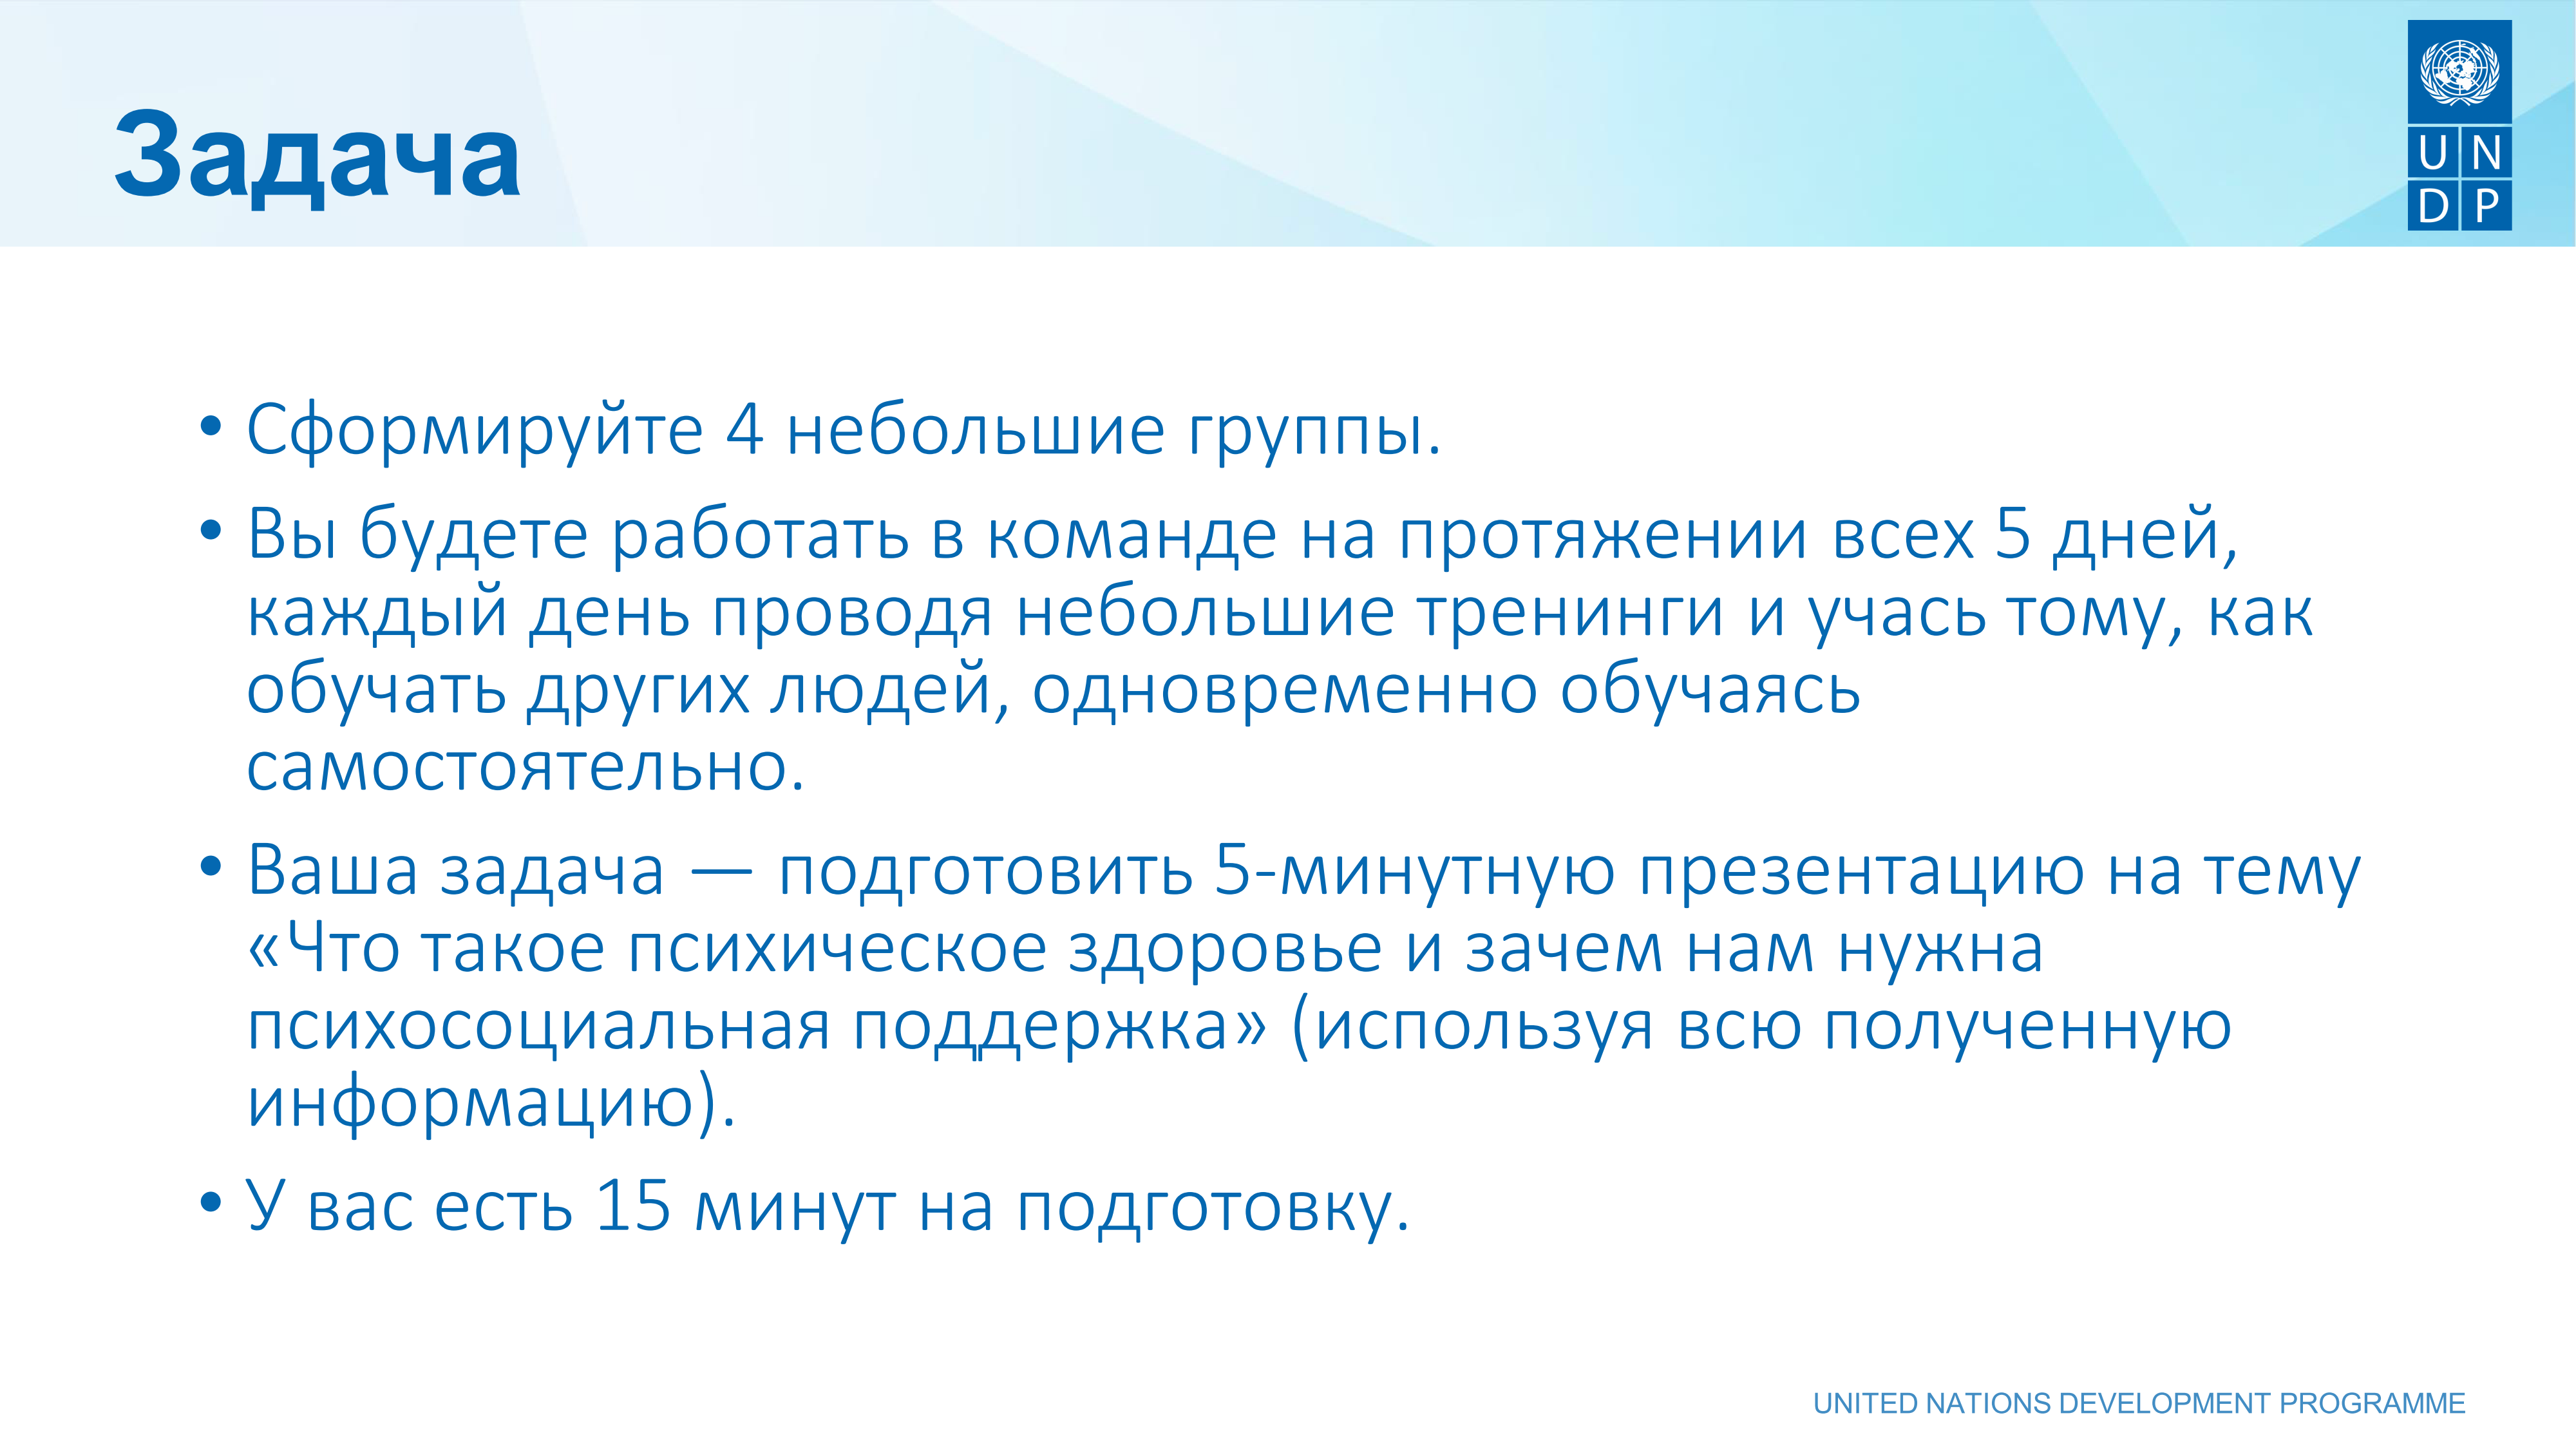 Задача
U N
D P
• Сформируйте 4 небольшие группы.
• Вы будете работать в команде на протяжении всех 5 дней,
каждый день проводя небольшие тренинги и учась тому, как
обучать других людей, одновременно обучаясь
самостоятельно.
• Ваша задача — подготовить 5-минутную презентацию на тему
«Что такое психическое здоровье и зачем нам нужна
психосоциальная поддержка» (используя всю полученную
информацию).
• У вас есть 15 минут на подготовку.
UNITED NATIONS DEVELOPMENT PROGRAMME